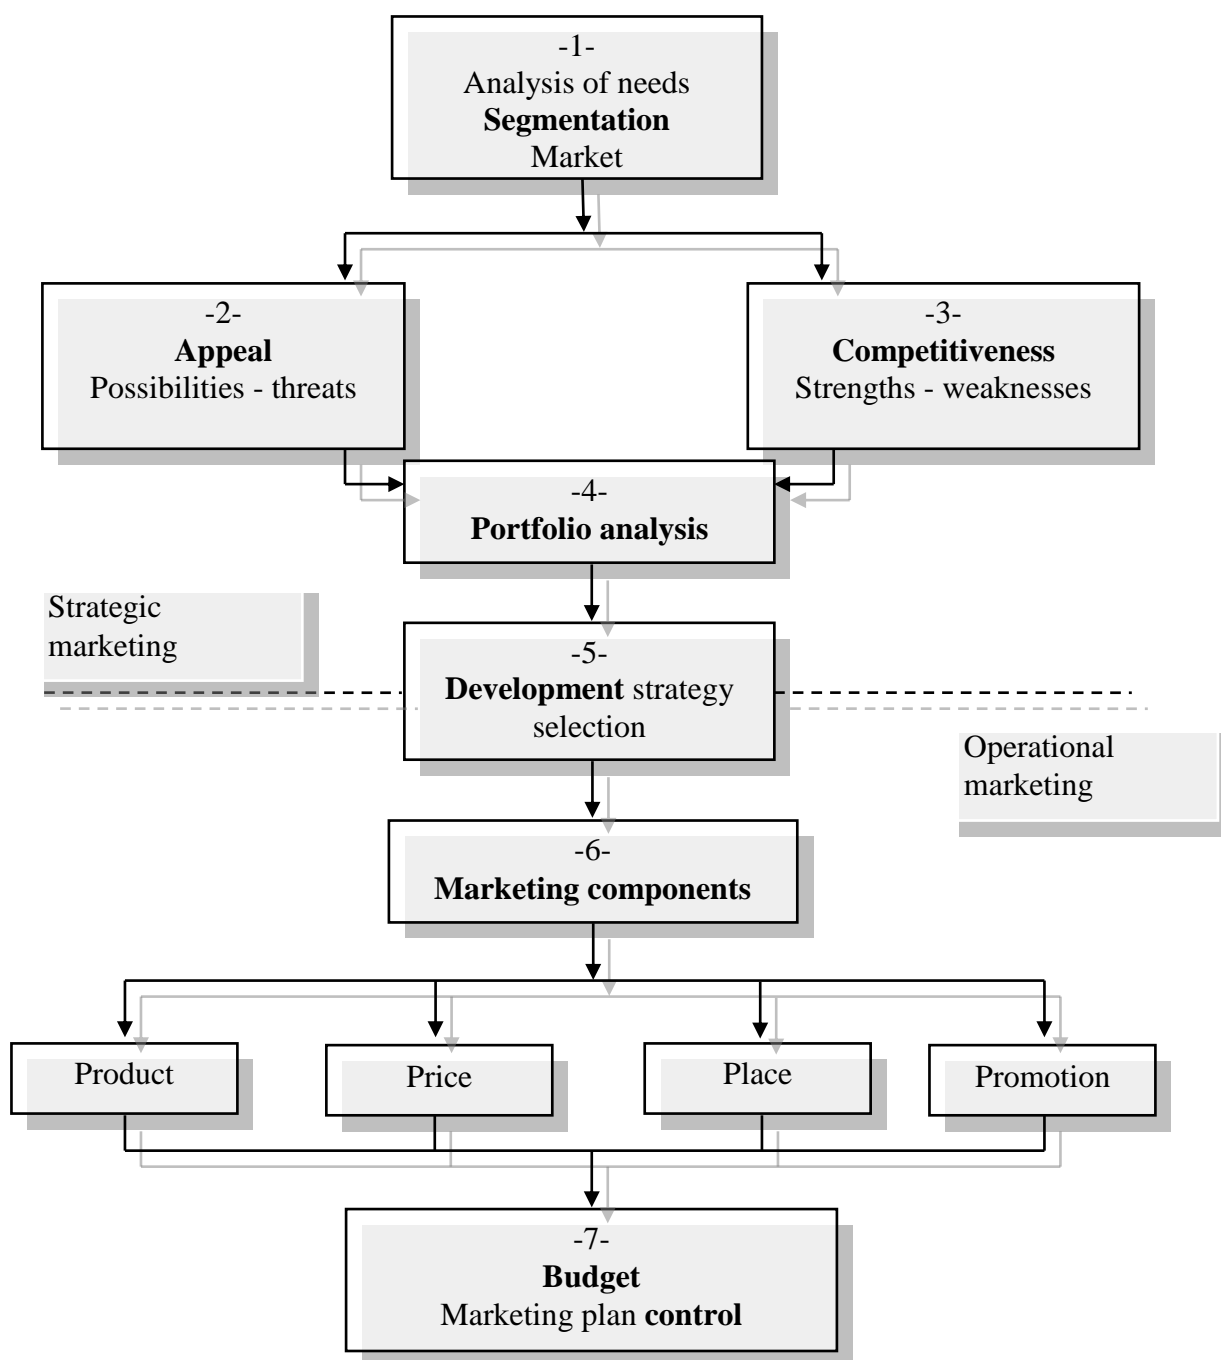 -1-
Analysis of needs
Segmentation
Market
-2-
Appeal
Possibilities - threats
-3-
Competitiveness
Strengths - weaknesses
-4-
Portfolio analysis
Strategic
marketing
-5-
Development strategy
selection
Operational
marketing
-6-
Marketing components
Product
Price
Place
Promotion
-7-
Budget
Marketing plan control